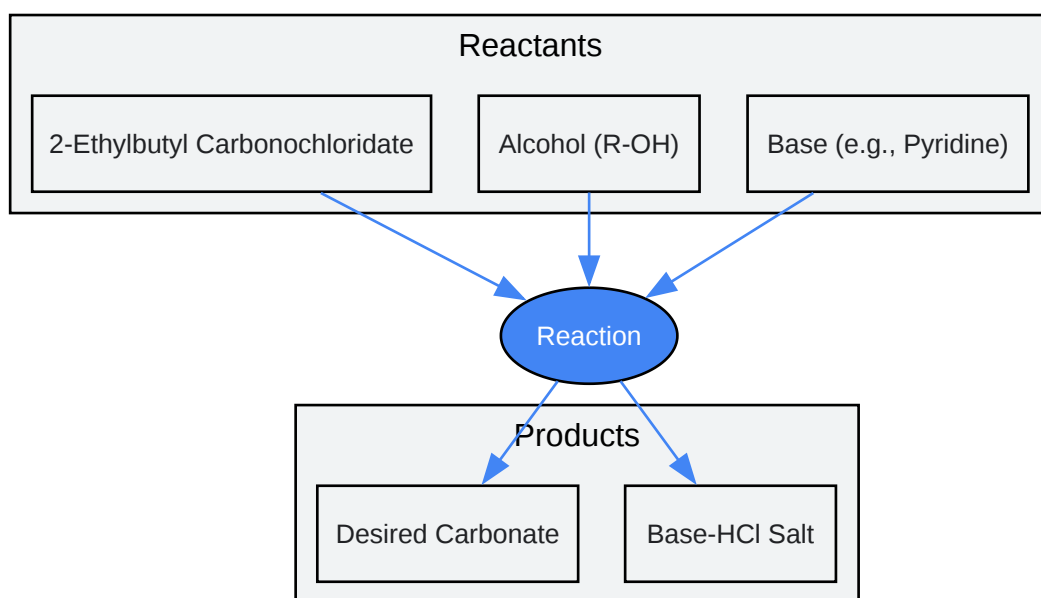 Reactants
2-Ethylbutyl Carbonochloridate
Alcohol (R-OH)
Base (e.g., Pyridine)
Reaction
Products
Desired Carbonate
Base-HCl Salt